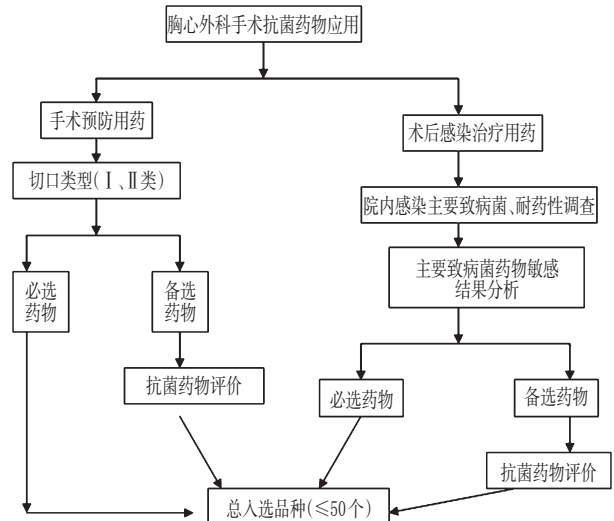 胸心外科手术抗菌药物应用
手术预防用药
术后感染治疗用药
切口类型(Ⅰ、Ⅱ类)
院内感染主要致病菌、耐药性调查
主要致病菌药物敏感
结果分析
必选
药物
备选
药物
抗菌药物评价
必选药物
备选药物
抗菌药物评价
总入选品种(≤50个)